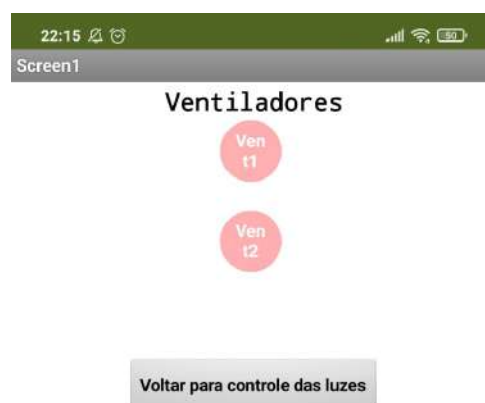 22:15
50
Screen1
Ventiladores
Ven
t1
Ven
t2
Voltar para controle das luzes